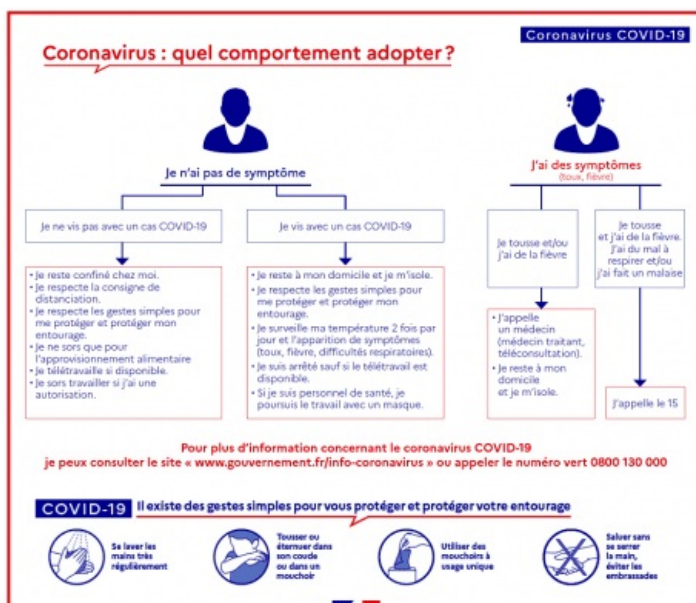 Coronavirus COVID-19
Coronavirus : quel comportement adopter ?
Je n'ai pas de symptôme
Je ne vis pas avec un cas COVID-19
• Je reste confiné chez moi.
• Je respecte la consigne de
distanciation.
• Je respecte les gestes simples pour
me protéger et protéger mon
entourage.
• Je ne sors que pour
l'approvisionnement alimentaire
• Je télétravaille si disponible.
• Je sors travailler si j'ai une
autorisation.
Je vis avec un cas COVID-19
• Je reste à mon domicile et je m'isole.
• Je respecte les gestes simples pour
me protéger et protéger mon
entourage.
• Je surveille ma température 2 fois par
jour et l'apparition de symptômes
(toux, fièvre, difficultés respiratoires).
• Je suis arrêté sauf si le télétravail est
disponible.
• Si je suis personnel de santé, je
poursuis le travail avec un masque.
J'ai des symptômes
(toux, fièvre)
Je tousse et/ou
j'ai de la fièvre
• J'appelle
un médecin
(médecin traitant,
téléconsultation).
• Je reste à mon
domicile
et je m'isole.
Je tousse
et j'ai de la fièvre.
J'ai du mal à
respirer et/ou
j'ai fait un malaise
J'appelle le 15
Pour plus d'information concernant le coronavirus COVID-19
je peux consulter le site « www.gouvernement.fr/info-coronavirus » ou appeler le numéro vert 0800 130 000
COVID-19 Il existe des gestes simples pour vous protéger et protéger votre entourage
Se laver les
mains très
régulièrement
Tousser ou
éternuer dans
son coude
ou dans un
mouchoir
Utiliser des
mouchoirs à
usage unique
Saluer sans
se serrer
la main,
éviter les
embrassades